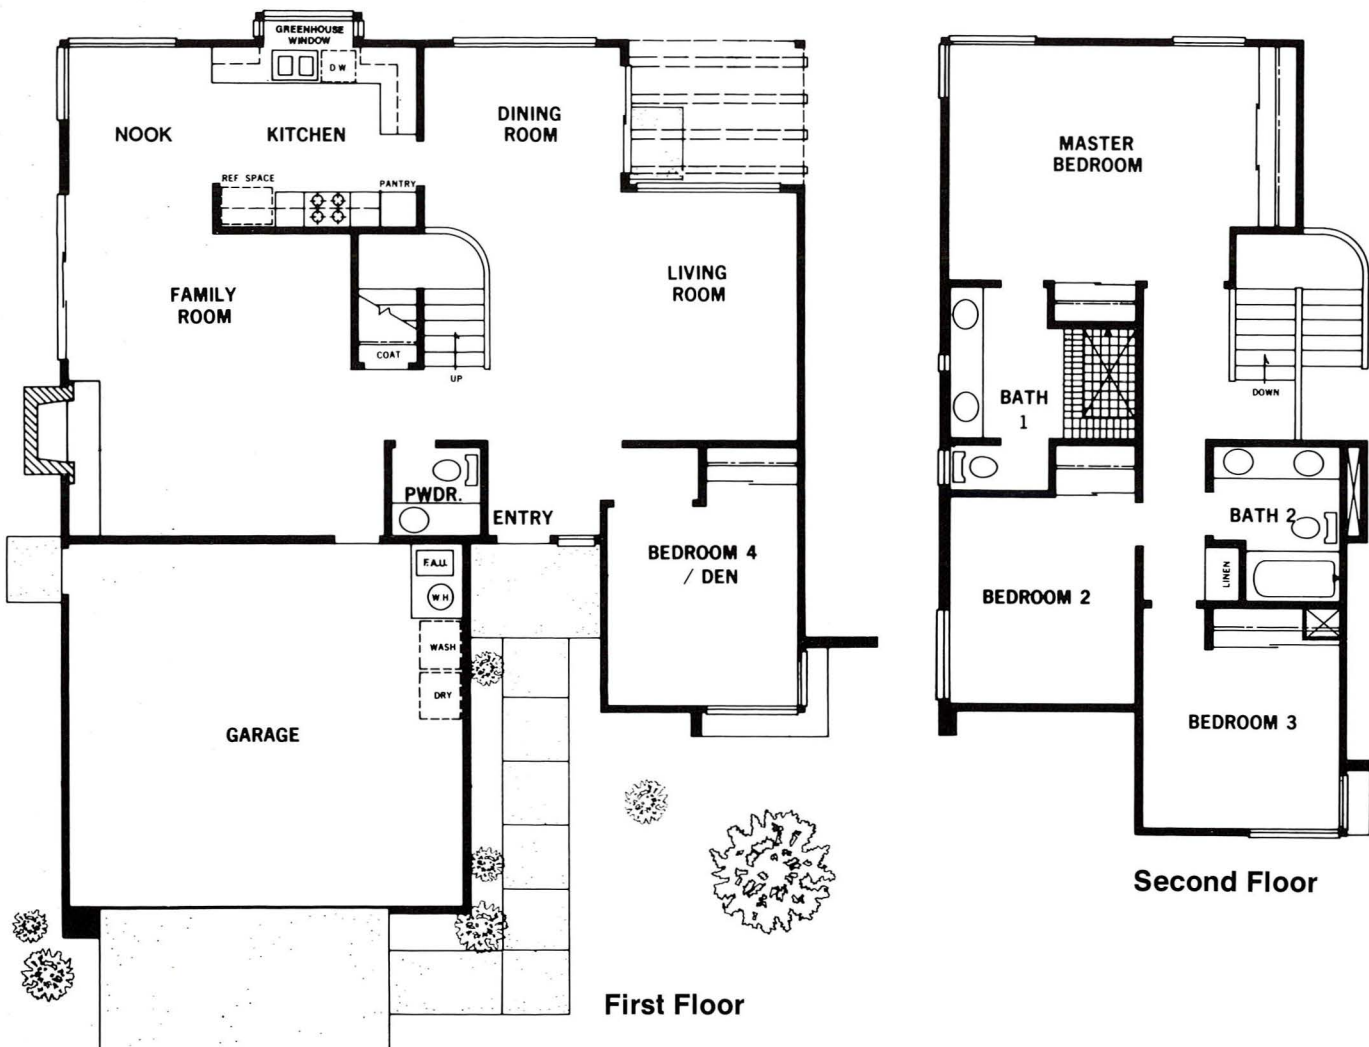 GREENHOUSE
WINDOW
D W
NOOK
KITCHEN
DINING
ROOM
REF SPACE
PANTRY
FAMILY
ROOM
LIVING
ROOM
COAT
UP
PWDR.
ENTRY
BEDROOM 4
/ DEN
F.A.U.
W H
WASH
DRY
GARAGE
First Floor
MASTER
BEDROOM
BATH
1
DOWN
BATH 2
LINEN
BEDROOM 2
BEDROOM 3
Second Floor